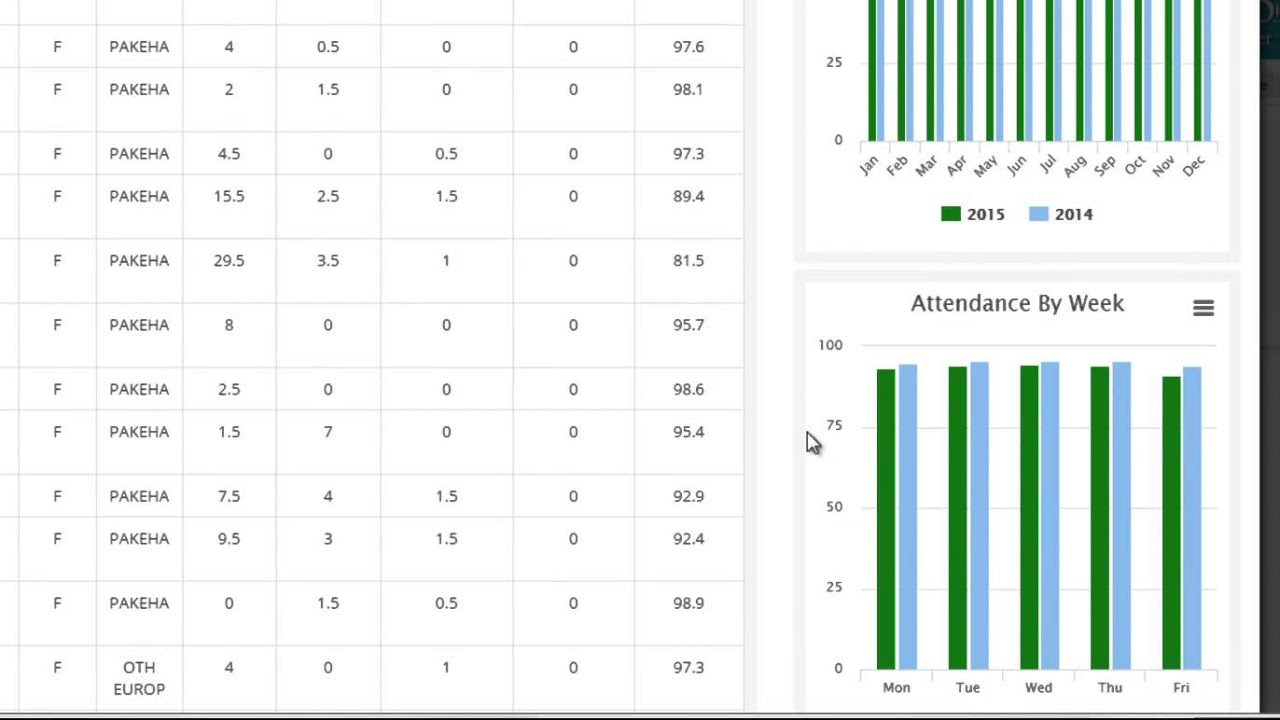 F PAKEHA 4 0.5 0 0 97.6
F PAKEHA 2 1.5 0 0 98.1
F PAKEHA 4.5 0 0.5 0 97.3
F PAKEHA 15.5 2.5 1.5 0 89.4
F PAKEHA 29.5 3.5 1 0 81.5
F PAKEHA 8 0 0 0 95.7
F PAKEHA 2.5 0 0 0 98.6
F PAKEHA 1.5 7 0 0 95.4
F PAKEHA 7.5 4 1.5 0 92.9
F PAKEHA 9.5 3 1.5 0 92.4
F PAKEHA 0 1.5 0.5 0 98.9
F OTH 4 0 1 0 97.3
EUROP
25
0
Jan Feb Mar Apr May Jun Jul Aug Sep Oct Nov Dec
2015 2014
Attendance By Week
100
75
50
25
0
Mon Tue Wed Thu Fri